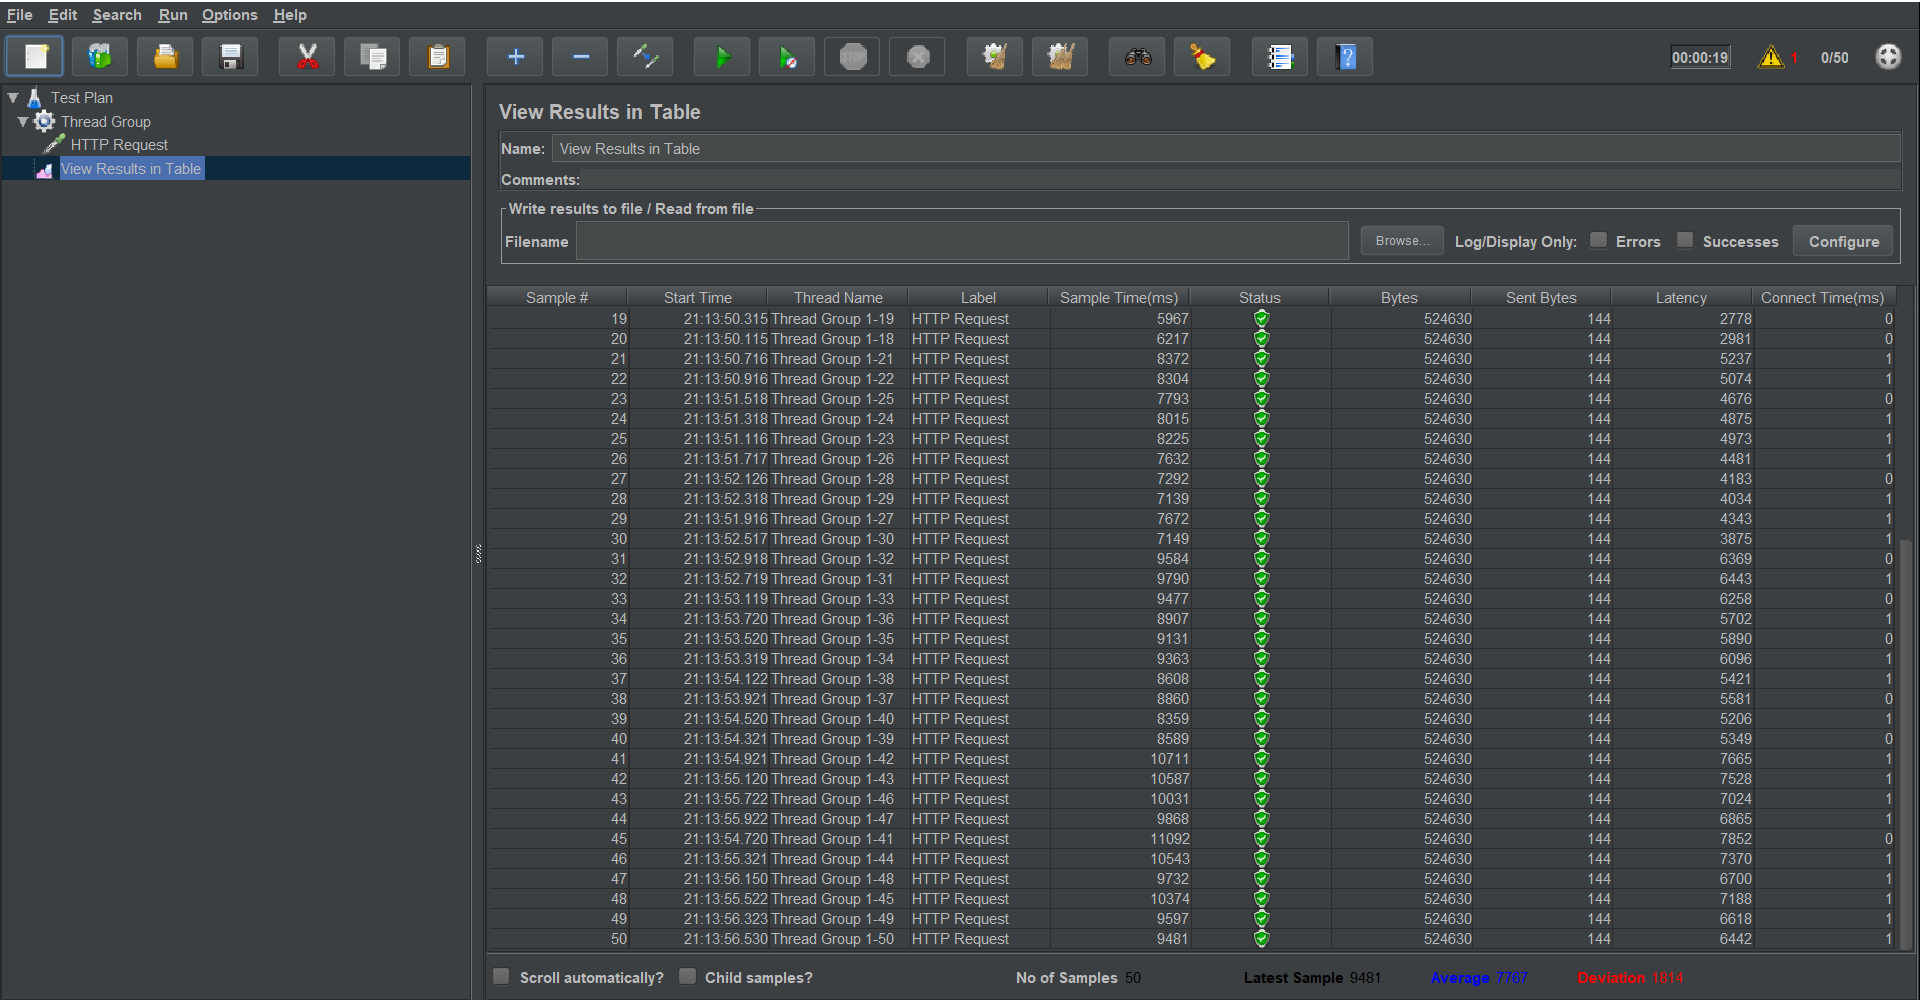 File Edit Search Run Options Help
STOP
00:00:19 1 0/50
Test Plan
Thread Group
HTTP Request
View Results in Table
View Results in Table
Name: View Results in Table
Comments:
Write results to file / Read from file
Filename Browse... Log/Display Only: Errors Successes Configure
Sample # Start Time Thread Name Label Sample Time(ms) Status Bytes Sent Bytes Latency Connect Time(ms)
19 21:13:50.315 Thread Group 1-19 HTTP Request 5967 524630 144 2778 0
20 21:13:50.115 Thread Group 1-18 HTTP Request 6217 524630 144 2981 0
21 21:13:50.716 Thread Group 1-21 HTTP Request 8372 524630 144 5237 1
22 21:13:50.916 Thread Group 1-22 HTTP Request 8304 524630 144 5074 1
23 21:13:51.518 Thread Group 1-25 HTTP Request 7793 524630 144 4676 0
24 21:13:51.318 Thread Group 1-24 HTTP Request 8015 524630 144 4875 1
25 21:13:51.116 Thread Group 1-23 HTTP Request 8225 524630 144 4973 1
26 21:13:51.717 Thread Group 1-26 HTTP Request 7632 524630 144 4481 1
27 21:13:52.126 Thread Group 1-28 HTTP Request 7292 524630 144 4183 0
28 21:13:52.318 Thread Group 1-29 HTTP Request 7139 524630 144 4034 1
29 21:13:51.916 Thread Group 1-27 HTTP Request 7672 524630 144 4343 1
30 21:13:52.517 Thread Group 1-30 HTTP Request 7149 524630 144 3875 1
31 21:13:52.918 Thread Group 1-32 HTTP Request 9584 524630 144 6369 0
32 21:13:52.719 Thread Group 1-31 HTTP Request 9790 524630 144 6443 1
33 21:13:53.119 Thread Group 1-33 HTTP Request 9477 524630 144 6258 0
34 21:13:53.720 Thread Group 1-36 HTTP Request 8907 524630 144 5702 1
35 21:13:53.520 Thread Group 1-35 HTTP Request 9131 524630 144 5890 0
36 21:13:53.319 Thread Group 1-34 HTTP Request 9363 524630 144 6096 1
37 21:13:54.122 Thread Group 1-38 HTTP Request 8608 524630 144 5421 1
38 21:13:53.921 Thread Group 1-37 HTTP Request 8860 524630 144 5581 0
39 21:13:54.520 Thread Group 1-40 HTTP Request 8359 524630 144 5206 1
40 21:13:54.321 Thread Group 1-39 HTTP Request 8589 524630 144 5349 0
41 21:13:54.921 Thread Group 1-42 HTTP Request 10711 524630 144 7665 1
42 21:13:55.120 Thread Group 1-43 HTTP Request 10587 524630 144 7528 1
43 21:13:55.722 Thread Group 1-46 HTTP Request 10031 524630 144 7024 1
44 21:13:55.922 Thread Group 1-47 HTTP Request 9868 524630 144 6865 1
45 21:13:54.720 Thread Group 1-41 HTTP Request 11092 524630 144 7852 0
46 21:13:55.321 Thread Group 1-44 HTTP Request 10543 524630 144 7370 1
47 21:13:56.150 Thread Group 1-48 HTTP Request 9732 524630 144 6700 1
48 21:13:55.522 Thread Group 1-45 HTTP Request 10374 524630 144 7188 1
49 21:13:56.323 Thread Group 1-49 HTTP Request 9597 524630 144 6618 1
50 21:13:56.530 Thread Group 1-50 HTTP Request 9481 524630 144 6442 1
Scroll automatically? Child samples? No of Samples 50 Latest Sample 9481 Average 7767 Deviation 1814